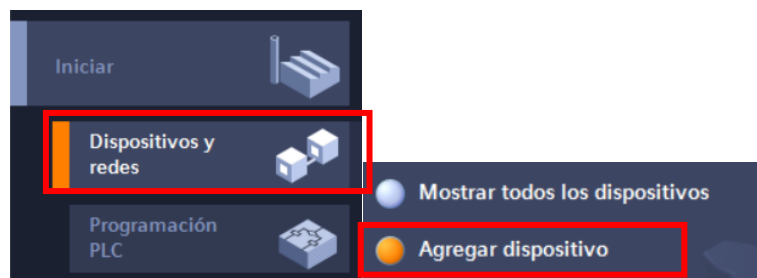 Iniciar
Dispositivos y
redes
Programación
PLC
Mostrar todos los dispositivos
Agregar dispositivo